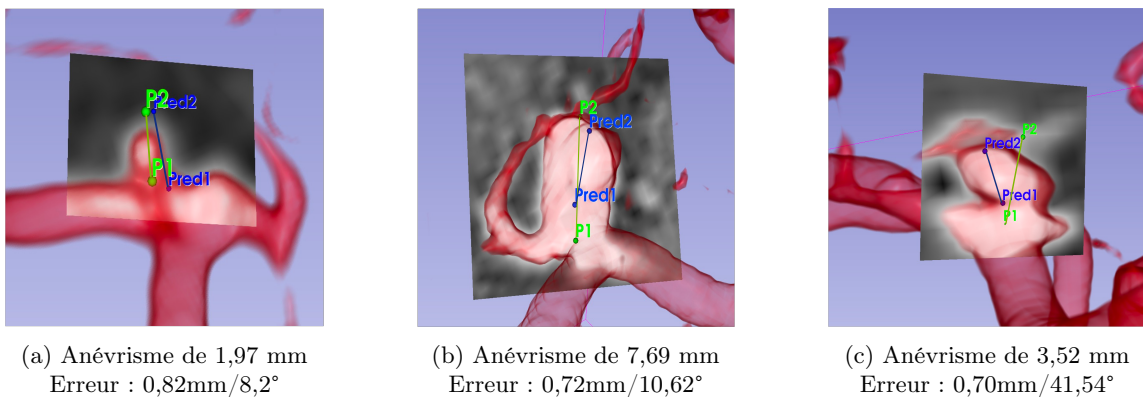 P2
Pred2
P1
Pred1
P2
Pred2
Pred1
P1
P2
Pred2
Pred1
P1
(a) Anévrisme de 1,97 mm
Erreur : 0,82mm/8,2°
(b) Anévrisme de 7,69 mm
Erreur : 0,72mm/10,62°
(c) Anévrisme de 3,52 mm
Erreur : 0,70mm/41,54°